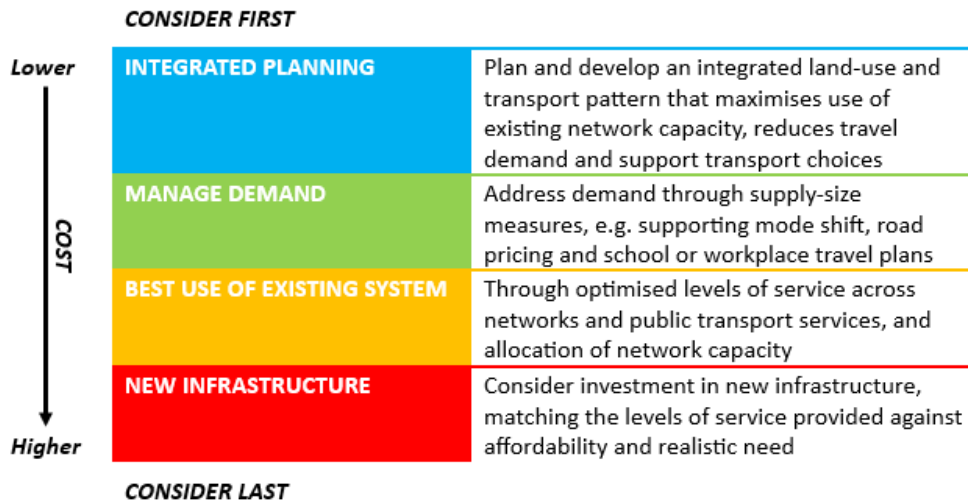 CONSIDER FIRST
Lower
COST
Higher
INTEGRATED PLANNING
Plan and develop an integrated land-use and
transport pattern that maximises use of
existing network capacity, reduces travel
demand and support transport choices
MANAGE DEMAND
Address demand through supply-size
measures, e.g. supporting mode shift, road
pricing and school or workplace travel plans
BEST USE OF EXISTING SYSTEM
Through optimised levels of service across
networks and public transport services, and
allocation of network capacity
NEW INFRASTRUCTURE
Consider investment in new infrastructure,
matching the levels of service provided against
affordability and realistic need
CONSIDER LAST